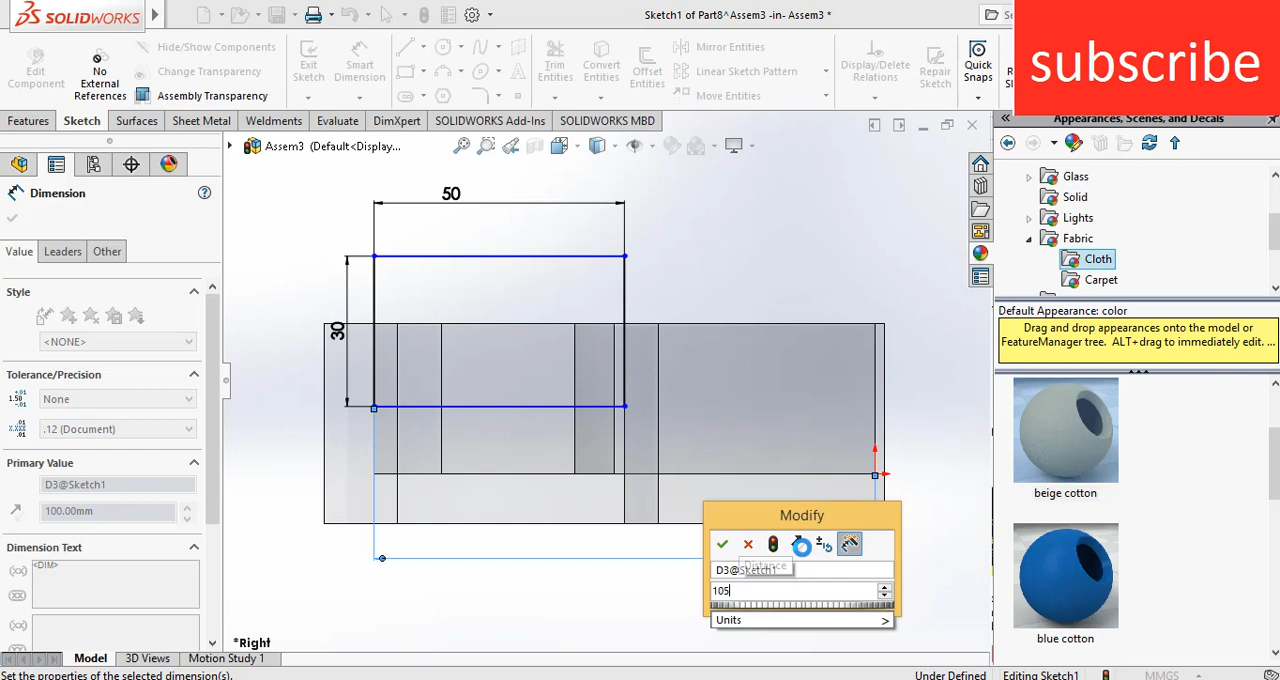 SOLIDWORKS
Sketch1 of Part8^Assem3 -in- Assem3 *
subscribe
Edit Component
No External References
Hide/Show Components
Change Transparency
Assembly Transparency
Exit Sketch
Smart Dimension
Trim Entities
Convert Entities
Offset Entities
Mirror Entities
Linear Sketch Pattern
Move Entities
Display/Delete Relations
Repair Sketch
Quick Snaps
Features
Sketch
Surfaces
Sheet Metal
Weldments
Evaluate
DimXpert
SOLIDWORKS Add-Ins
SOLIDWORKS MBD
Appearances, Scenes, and Decals
Assem3 (Default<Display...
Dimension
Value
Leaders
Other
Style
<NONE>
Tolerance/Precision
None
.12 (Document)
Primary Value
D3@Sketch1
100.00mm
Dimension Text
<DIM>
50
30
*Right
Modify
D3@Sketch1
Distance
105
Units
Glass
Solid
Lights
Fabric
Cloth
Carpet
Default Appearance: color
Drag and drop appearances onto the model or
FeatureManager tree. ALT+drag to immediately edit. ...
beige cotton
blue cotton
Model
3D Views
Motion Study 1
Set the properties of the selected dimension(s).
Under Defined
Editing Sketch1
MMGS